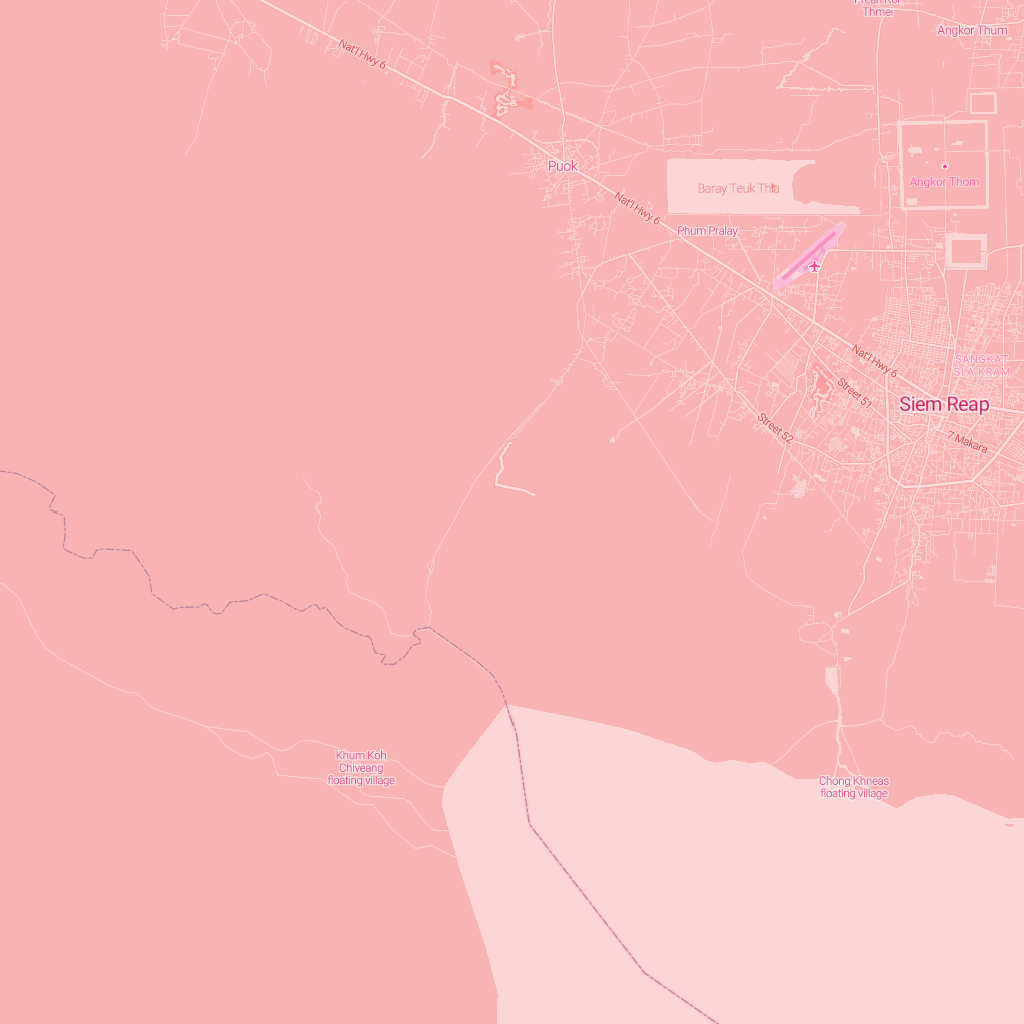 Thmei
Angkor Thum
Nat'l Hwy 6
Puok
Baray Teuk Thla
Angkor Thom
Nat'l Hwy 6
Phum Pralay
Nat'l Hwy 6
SANGKAT
SLA KRAM
Street 51
Siem Reap
Street 52
7 Makara
Khum Koh
Chiveang
floating village
Chong Khneas
floating village